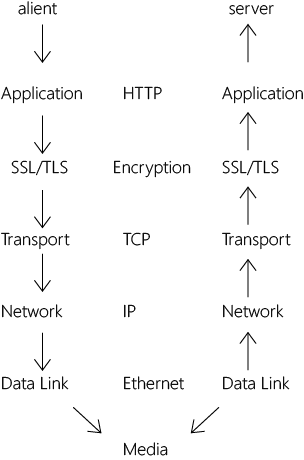 alient server
Application HTTP Application
SSL/TLS Encryption SSL/TLS
Transport TCP Transport
Network IP Network
Data Link Ethernet Data Link
Media